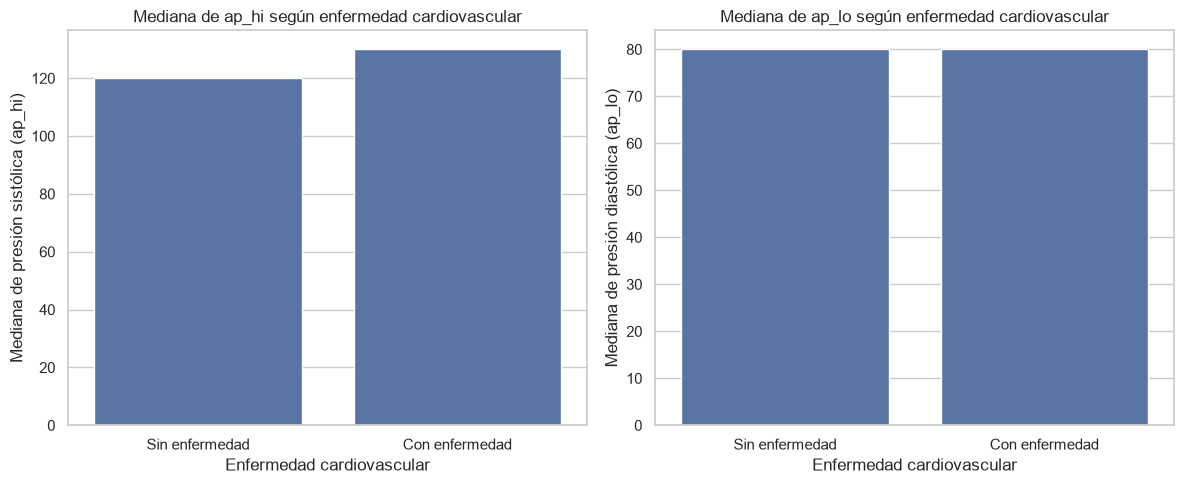 Mediana de ap_hi según enfermedad cardiovascular
Mediana de presión sistólica (ap_hi)
120
100
80
60
40
20
0
Sin enfermedad
Con enfermedad
Enfermedad cardiovascular
Mediana de ap_lo según enfermedad cardiovascular
Mediana de presión diastólica (ap_lo)
80
70
60
50
40
30
20
10
0
Sin enfermedad
Con enfermedad
Enfermedad cardiovascular